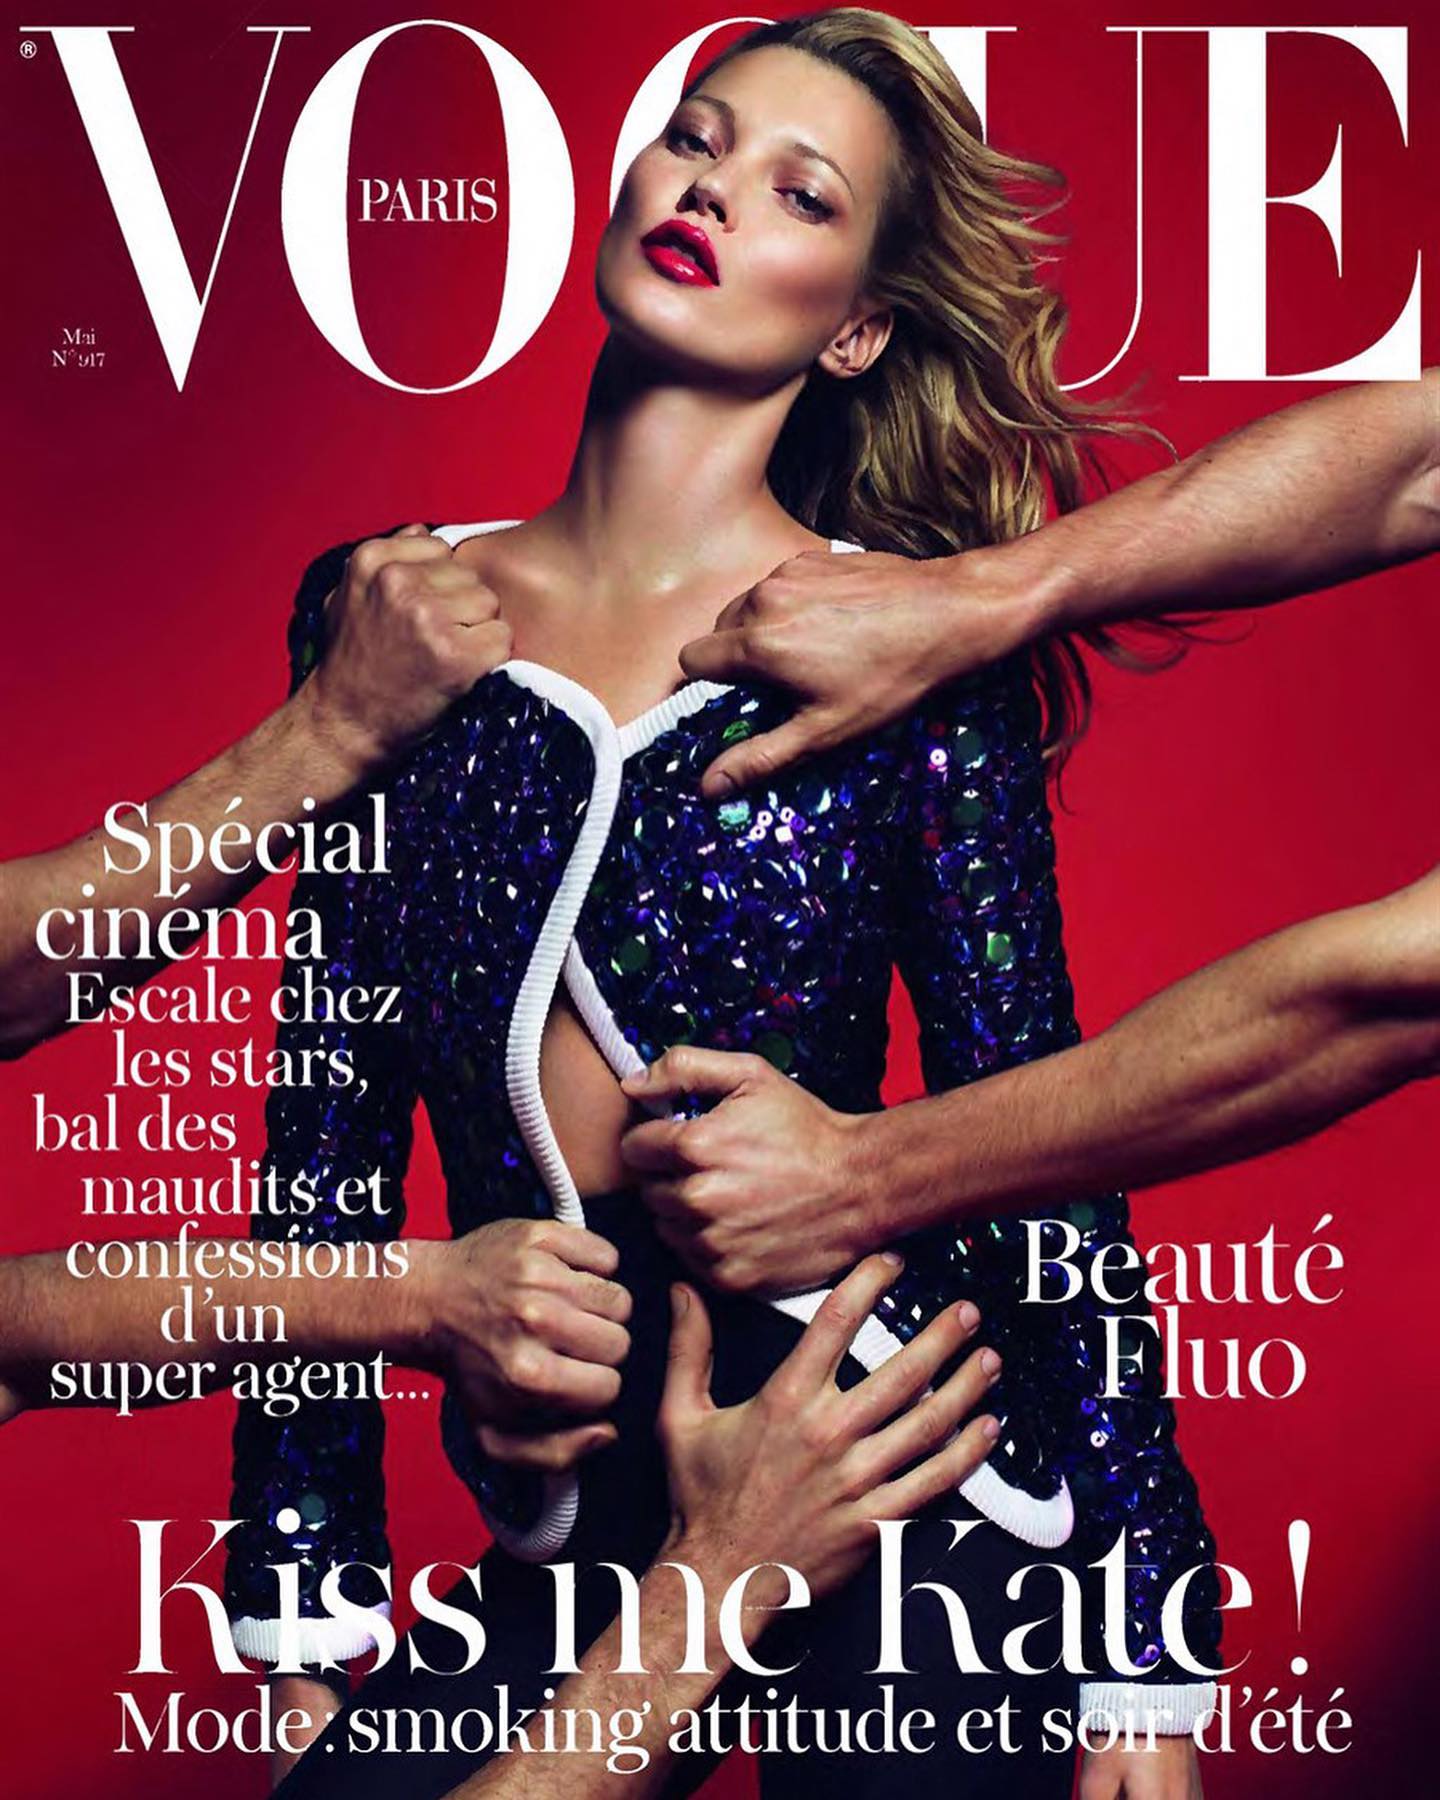 VOGUE
®
PARIS
Mai
N° 917
Spécial
cinéma
Escale chez
les stars,
bal des
maudits et
confessions
d'un
super agent...
Beauté
Fluo
Kiss me Kate!
Mode: smoking attitude et soir d'été